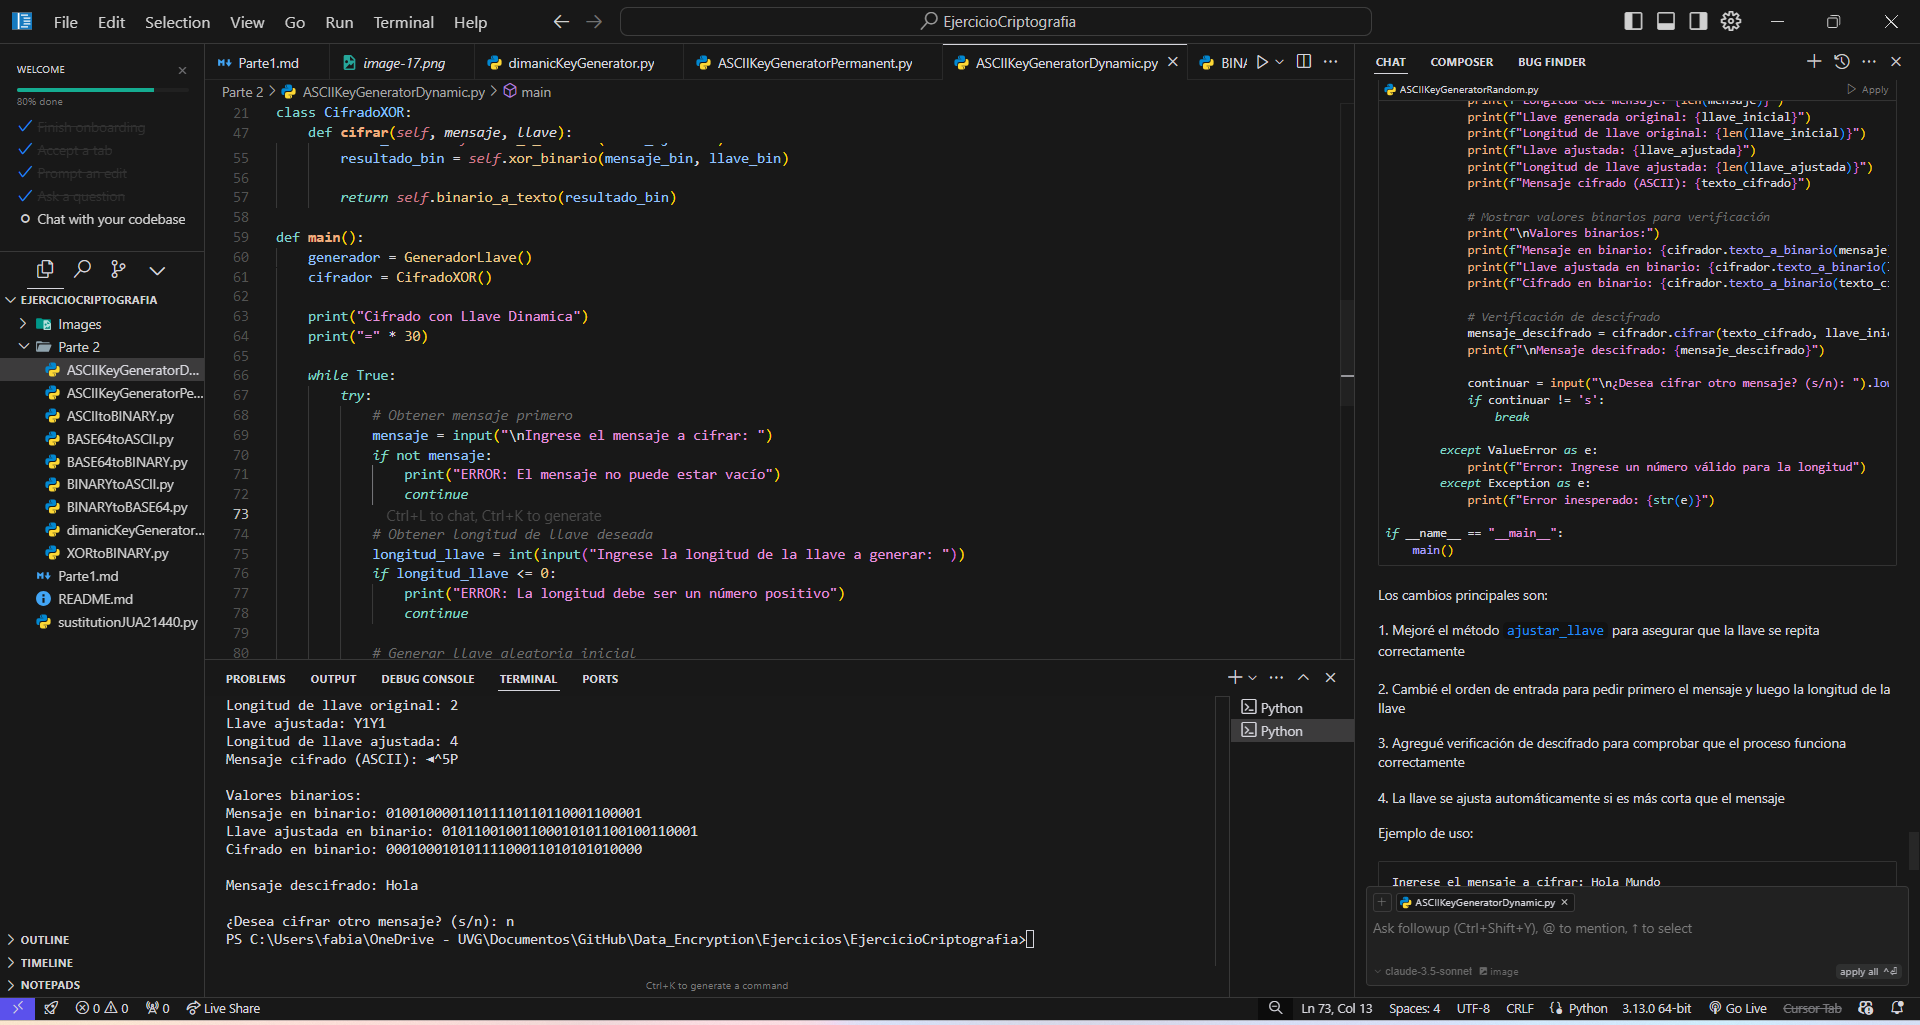 File Edit Selection View Go Run Terminal Help
EjercicioCriptografia
WELCOME
80% done
Finish onboarding
Accept a tab
Prompt an edit
Ask a question
Chat with your codebase
EJERCICIOCRIPTOGRAFIA
Images
Parte 2
ASCIIKeyGeneratorD...
ASCIIKeyGeneratorPe...
ASCIItoBINARY.py
BASE64toASCII.py
BASE64toBINARY.py
BINARYtoASCII.py
BINARYtoBASE64.py
dimanicKeyGenerator...
XORtoBINARY.py
Parte1.md
README.md
sustitutionJUA21440.py
OUTLINE
TIMELINE
NOTEPADS
Parte1.md image-17.png dimanicKeyGenerator.py ASCIIKeyGeneratorPermanent.py ASCIIKeyGeneratorDynamic.py BINA
Parte 2 > ASCIIKeyGeneratorDynamic.py > main
21 class CifradoXOR:
47 def cifrar(self, mensaje, llave):
55 resultado_bin = self.xor_binario(mensaje_bin, llave_bin)
56
57 return self.binario_a_texto(resultado_bin)
58
59 def main():
60 generador = GeneradorLlave()
61 cifrador = CifradoXOR()
62
63 print("Cifrado con Llave Dinamica")
64 print("=" * 30)
65
66 while True:
67 try:
68 # Obtener mensaje primero
69 mensaje = input("\nIngrese el mensaje a cifrar: ")
70 if not mensaje:
71 print("ERROR: El mensaje no puede estar vacío")
72 continue
73 Ctrl+L to chat, Ctrl+K to generate
74 # Obtener longitud de llave deseada
75 longitud_llave = int(input("Ingrese la longitud de la llave a generar: "))
76 if longitud_llave <= 0:
77 print("ERROR: La longitud debe ser un número positivo")
78 continue
79
80 # Generar llave aleatoria inicial
PROBLEMS OUTPUT DEBUG CONSOLE TERMINAL PORTS
Longitud de llave original: 2
Llave ajustada: Y1Y1
Longitud de llave ajustada: 4
Mensaje cifrado (ASCII): ◄^5P
Valores binarios:
Mensaje en binario: 01001000011011110110110001100001
Llave ajustada en binario: 01011001001100010101100100110001
Cifrado en binario: 00010001010111100011010101010000
Mensaje descifrado: Hola
¿Desea cifrar otro mensaje? (s/n): n
PS C:\Users\fabia\OneDrive - UVG\Documentos\GitHub\Data_Encryption\Ejercicios\EjercicioCriptografia>
Ctrl+K to generate a command
Python
Python
CHAT COMPOSER BUG FINDER
ASCIIKeyGeneratorRandom.py Apply
print(f"Longitud del mensaje: {len(mensaje)}")
print(f"Llave generada original: {llave_inicial}")
print(f"Longitud de llave original: {len(llave_inicial)}")
print(f"Llave ajustada: {llave_ajustada}")
print(f"Longitud de llave ajustada: {len(llave_ajustada)}")
print(f"Mensaje cifrado (ASCII): {texto_cifrado}")
# Mostrar valores binarios para verificación
print("\nValores binarios:")
print(f"Mensaje en binario: {cifrador.texto_a_binario(mensaje
print(f"Llave ajustada en binario: {cifrador.texto_a_binario(l
print(f"Cifrado en binario: {cifrador.texto_a_binario(texto_ci
# Verificación de descifrado
mensaje_descifrado = cifrador.cifrar(texto_cifrado, llave_inic
print(f"\nMensaje descifrado: {mensaje_descifrado}")
continuar = input("\n¿Desea cifrar otro mensaje? (s/n): ").low
if continuar != 's':
break
except ValueError as e:
print(f"Error: Ingrese un número válido para la longitud")
except Exception as e:
print(f"Error inesperado: {str(e)}")
if __name__ == "__main__":
main()
Los cambios principales son:
1. Mejoré el método ajustar_llave para asegurar que la llave se repita
correctamente
2. Cambié el orden de entrada para pedir primero el mensaje y luego la longitud de la
llave
3. Agregué verificación de descifrado para comprobar que el proceso funciona
correctamente
4. La llave se ajusta automáticamente si es más corta que el mensaje
Ejemplo de uso:
Ingrese el mensaje a cifrar: Hola Mundo
ASCIIKeyGeneratorDynamic.py
Ask followup (Ctrl+Shift+Y), @ to mention, ↑ to select
claude-3.5-sonnet image apply all
0 0 0 Live Share Ln 73, Col 13 Spaces: 4 UTF-8 CRLF Python 3.13.0 64-bit Go Live Cursor Tab